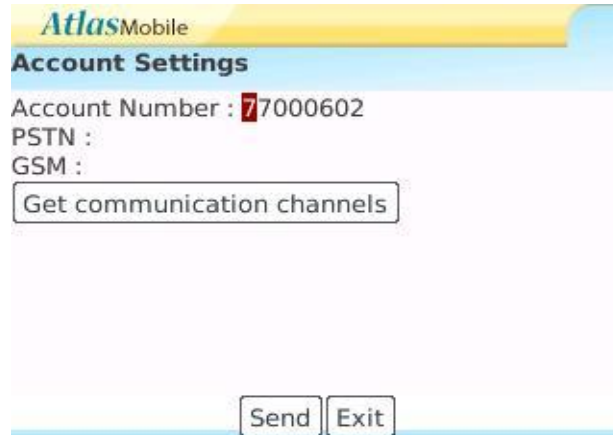 AtlasMobile
Account Settings
Account Number : 77000602
PSTN :
GSM :
Get communication channels
Send Exit